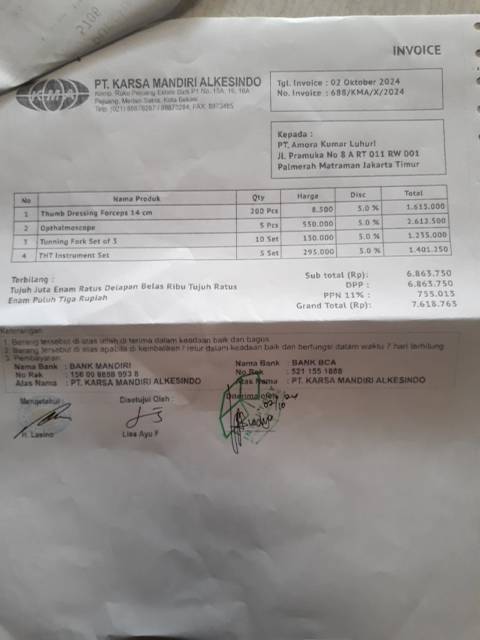 INVOICE
KMA
PT. KARSA MANDIRI ALKESINDO
Komp. Ruko Pejuang Ekslin Blok P1 No. 15A, 16, 16A
Pejuang, Medan Satria, Kota Bekasi
Telp. (021) 88878267 / 88873284, FAX.
Tgl. Invoice : 02 Oktober 2024
No. Invoice : 688/KMA/X/2024
Kepada :
PT. Amora Kumar Luhurl
Jl. Pramuka No 8 A RT 011 RW 001
Palmerah Matraman Jakarta Timur
No Nama Produk Qty Harga Disc Total
1 Thumb Dressing Forceps 14 cm 200 Pcs 8.500 5.0 % 1.615.000
2 Opthalmoscope 5 Pcs 550.000 5.0 % 2.612.500
3 Tunning Fork Set of 3 10 Set 130.000 5.0 % 1.235.000
4 THT Instrument Set 5 Set 295.000 5.0 % 1.401.250
Terbilang :
Tujuh Juta Enam Ratus Delapan Belas Ribu Tujuh Ratus
Enam Puluh Tiga Rupiah
Sub total (Rp): 6.863.750
DPP : 6.863.750
PPN 11% : 755.013
Grand Total (Rp): 7.618.763
Keterangan
1. Barang tersebut di atas telah di terima dalam keadaan baik dan bagus
2. Barang tersebut di atas apabila di kembalikan / retur dalam keadaan baik dan berfungsi dalam waktu 7 hari terhitung
3. Pembayaran
Nama Bank : BANK MANDIRI Nama Bank : BANK BCA
No Rek : 156 00 8888 993 8 No Rek : 521 155 1888
Atas Nama : PT. KARSA MANDIRI ALKESINDO Atas Nama : PT. KARSA MANDIRI ALKESINDO
Mengetahui : Disetujui Oleh : Diterima oleh :
02/10
H. Lasino Lisa Ayu F